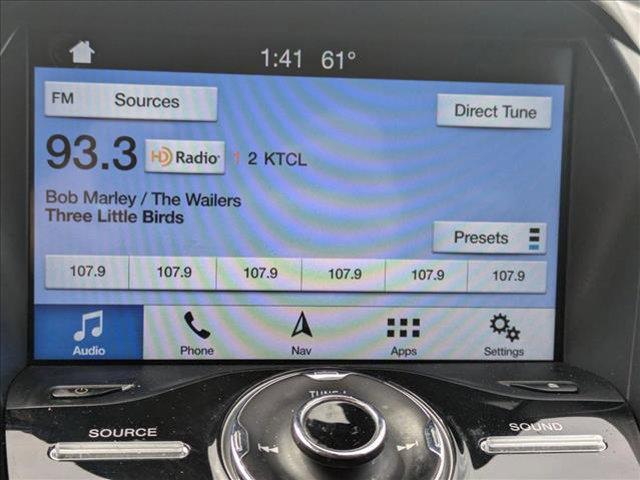 1:41 61°
FM Sources
Direct Tune
93.3 HD Radio 1 2 KTCL
Bob Marley / The Wailers
Three Little Birds
Presets
107.9 107.9 107.9 107.9 107.9 107.9
Audio Phone Nav Apps Settings
TUNE
SOURCE SOUND